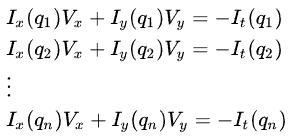 I_x(q_1)V_x + I_y(q_1)V_y = -I_t(q_1)
I_x(q_2)V_x + I_y(q_2)V_y = -I_t(q_2)
⋮
I_x(q_n)V_x + I_y(q_n)V_y = -I_t(q_n)